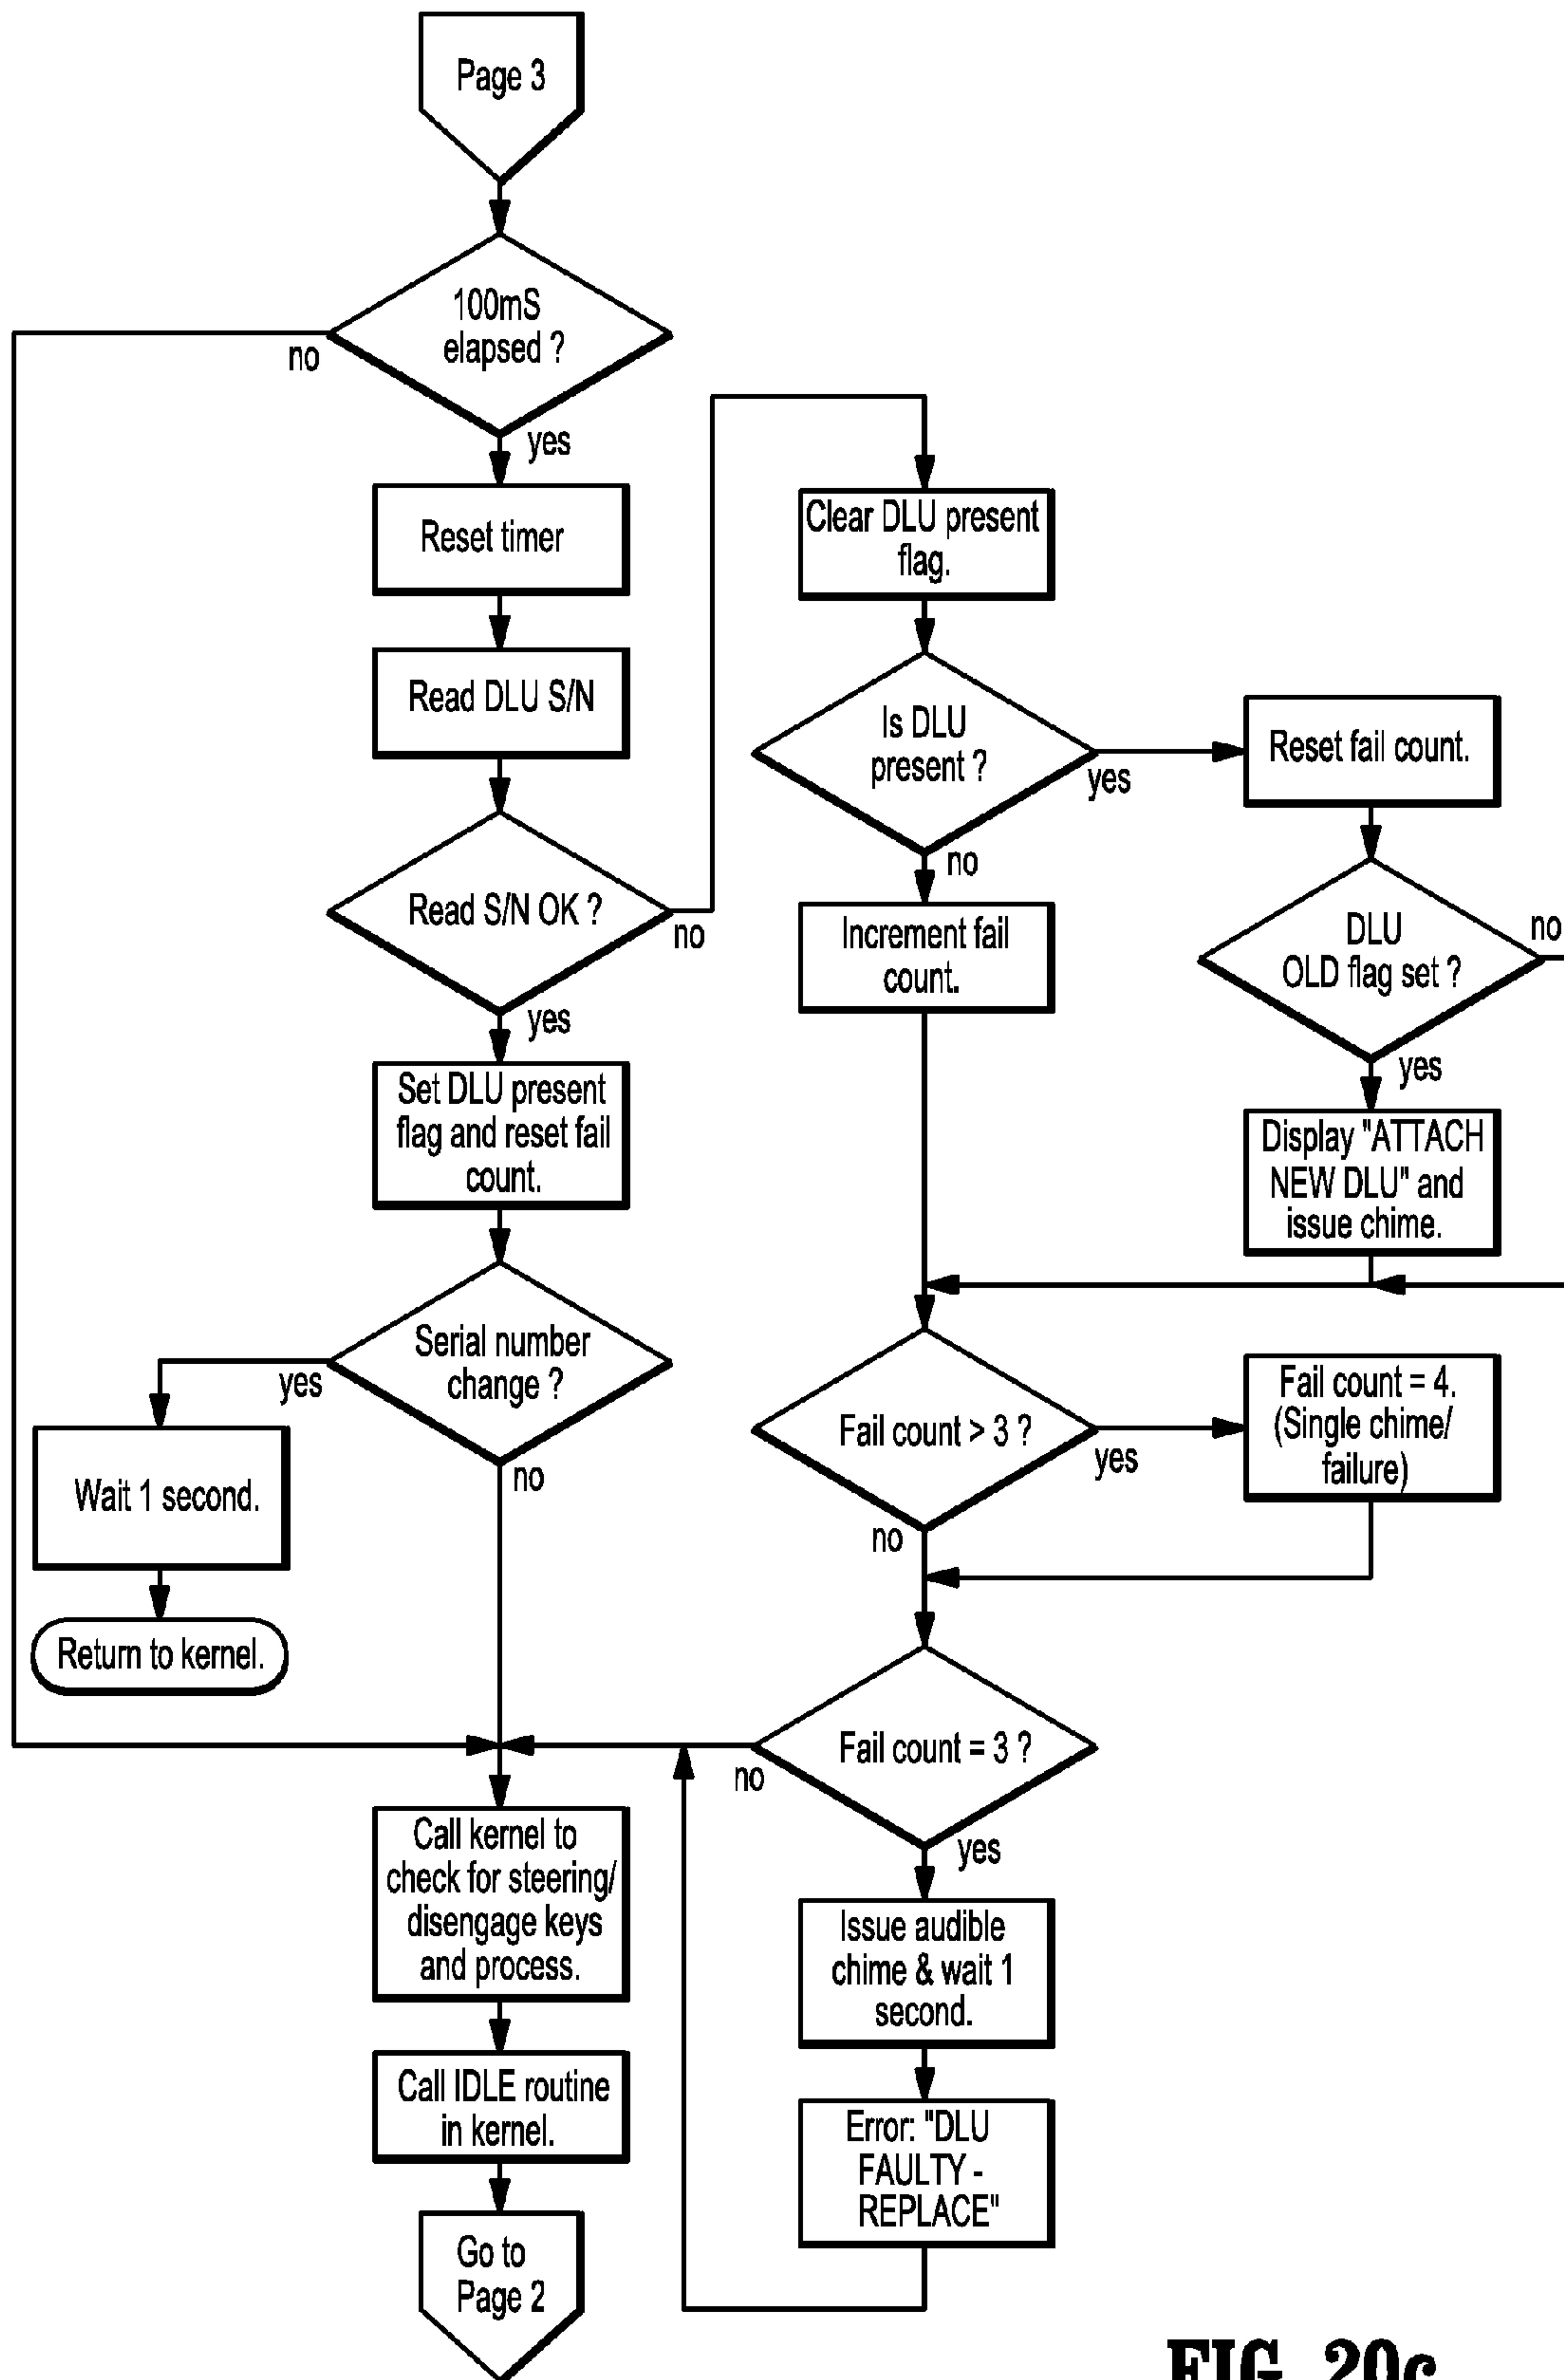 Page 3
100mS
elapsed ?
no
yes
Reset timer
Read DLU S/N
Read S/N OK ?
no
yes
Set DLU present
flag and reset fail
count.
Serial number
change ?
yes
no
Wait 1 second.
Return to kernel.
Call kernel to
check for steering/
disengage keys
and process.
Call IDLE routine
in kernel.
Go to
Page 2
Clear DLU present
flag.
Is DLU
present ?
yes
no
Increment fail
count.
Reset fail count.
DLU
OLD flag set ?
no
yes
Display "ATTACH
NEW DLU" and
issue chime.
Fail count > 3 ?
yes
no
Fail count = 4.
(Single chime/
failure)
Fail count = 3 ?
no
yes
Issue audible
chime & wait 1
second.
Error: "DLU
FAULTY -
REPLACE"
FIG. 20c